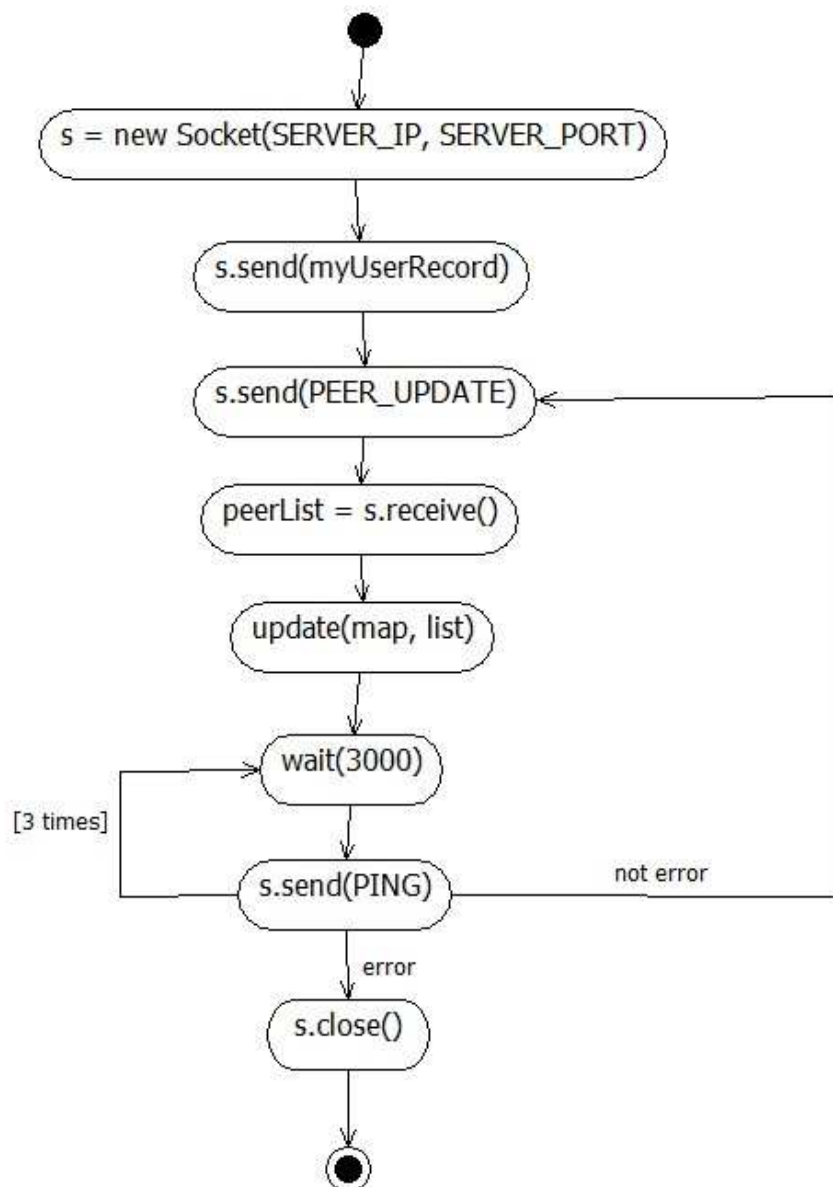 s = new Socket(SERVER_IP, SERVER_PORT)
s.send(myUserRecord)
s.send(PEER_UPDATE)
peerList = s.receive()
update(map, list)
wait(3000)
[3 times]
s.send(PING)
not error
error
s.close()